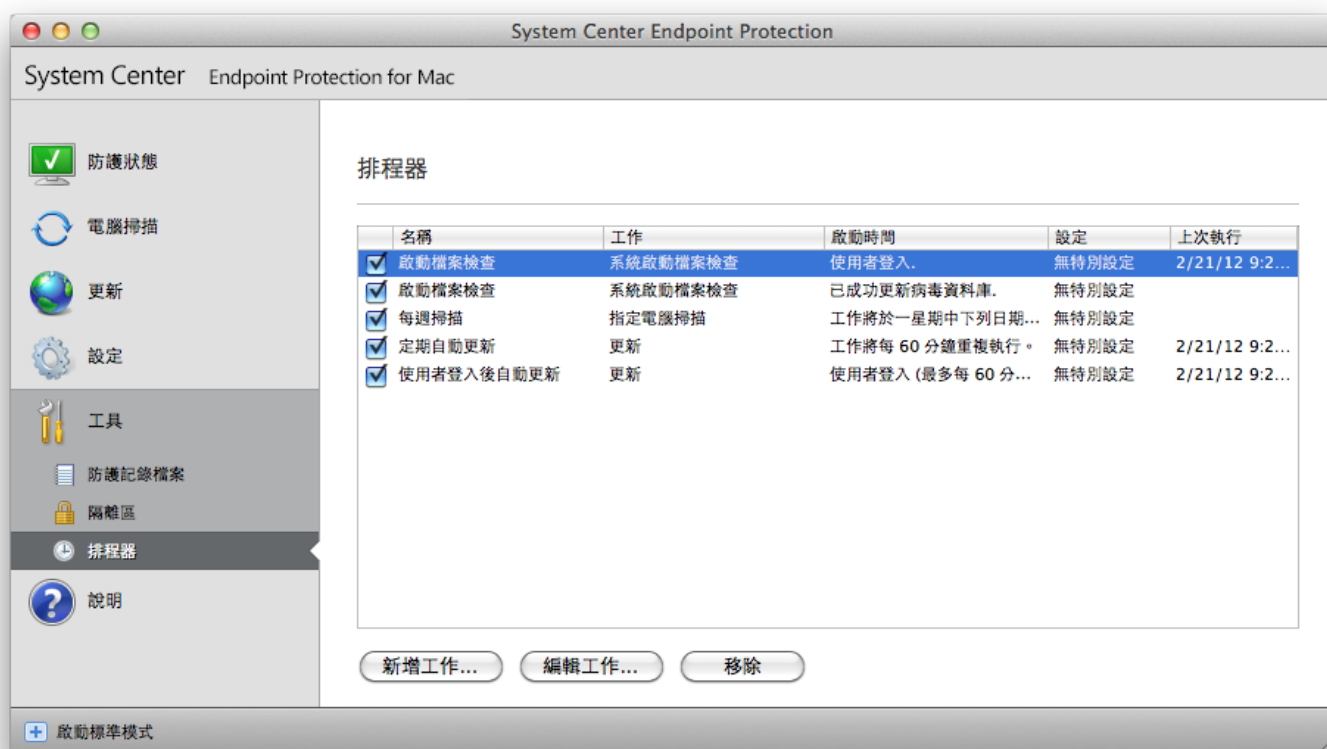 System Center Endpoint Protection
System Center Endpoint Protection for Mac
防護狀態
電腦掃描
更新
設定
工具
防護記錄檔案
隔離區
排程器
說明
排程器
名稱 工作 啟動時間 設定 上次執行
啟動檔案檢查 系統啟動檔案檢查 使用者登入. 無特別設定 2/21/12 9:2...
啟動檔案檢查 系統啟動檔案檢查 已成功更新病毒資料庫. 無特別設定
每週掃描 指定電腦掃描 工作將於一星期中下列日期... 無特別設定
定期自動更新 更新 工作將每 60 分鐘重複執行。 無特別設定 2/21/12 9:2...
使用者登入後自動更新 更新 使用者登入 (最多每 60 分... 無特別設定 2/21/12 9:2...
新增工作... 編輯工作... 移除
啟動標準模式